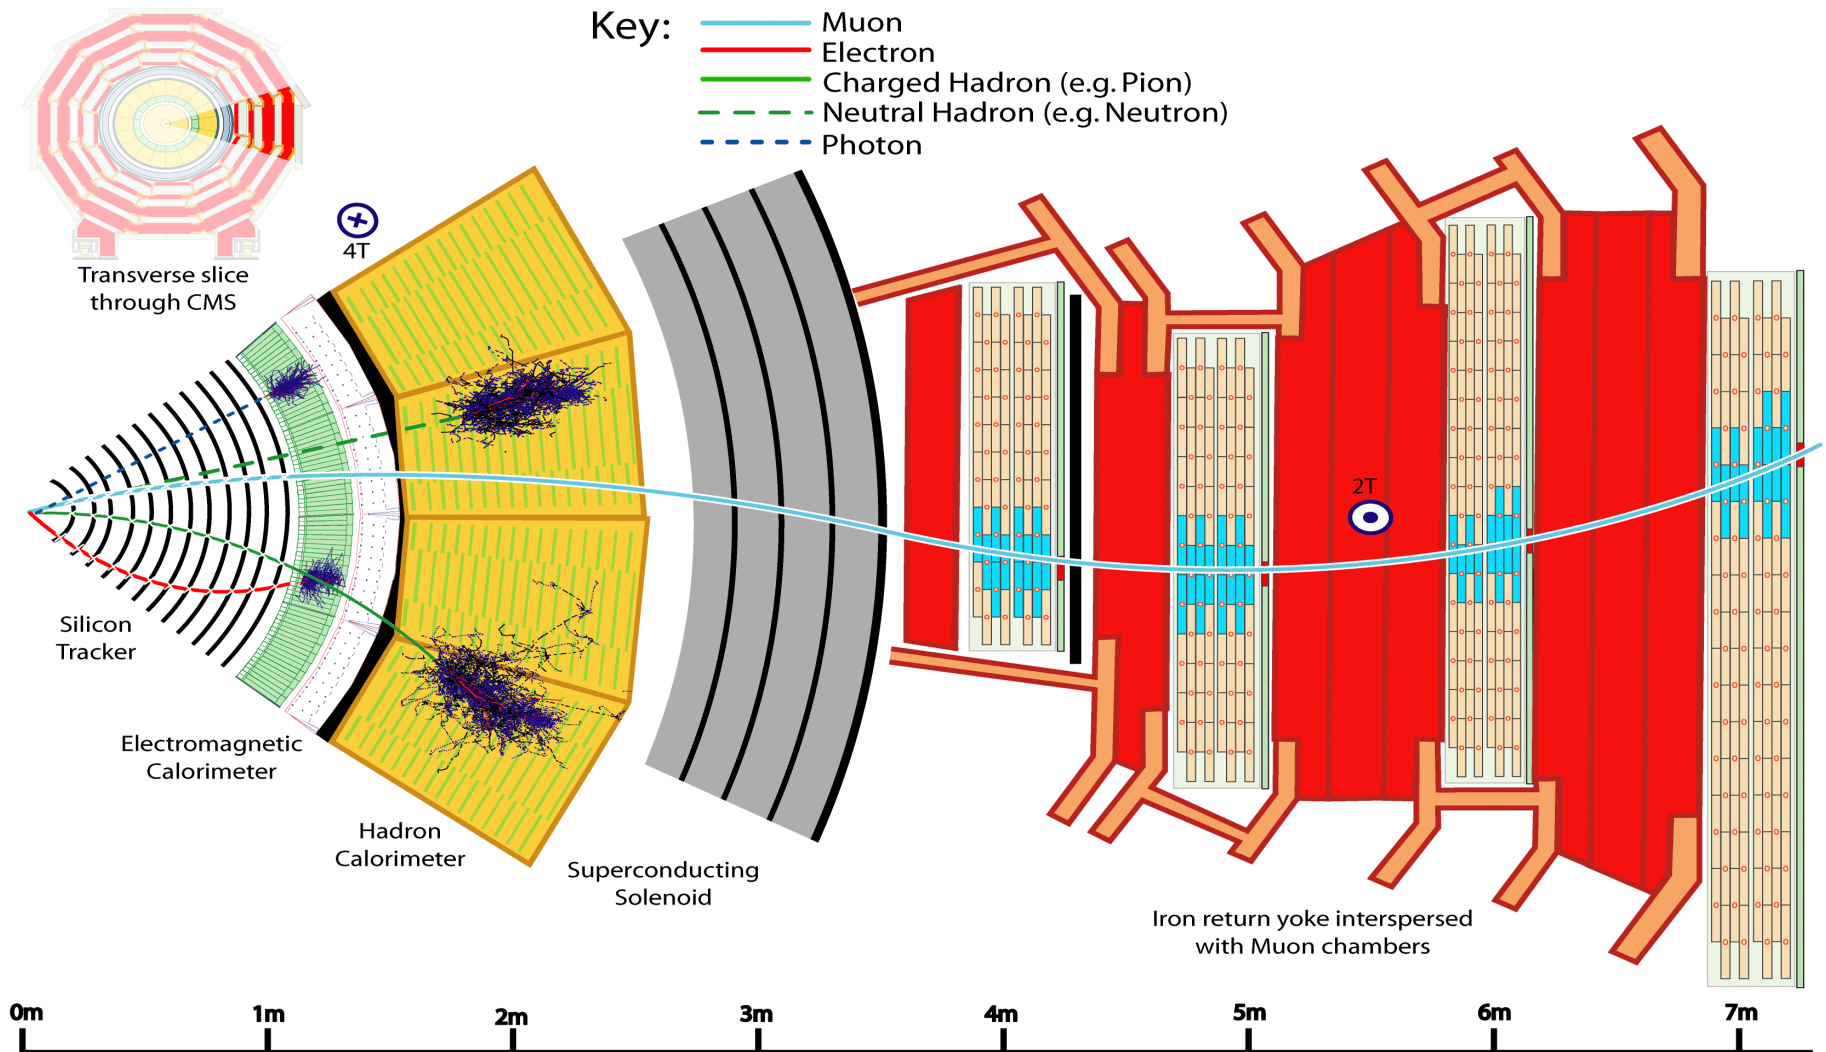 Key:
Muon
Electron
Charged Hadron (e.g. Pion)
Neutral Hadron (e.g. Neutron)
Photon
Transverse slice
through CMS
4T
2T
Silicon
Tracker
Electromagnetic
Calorimeter
Hadron
Calorimeter
Superconducting
Solenoid
Iron return yoke interspersed
with Muon chambers
0m 1m 2m 3m 4m 5m 6m 7m